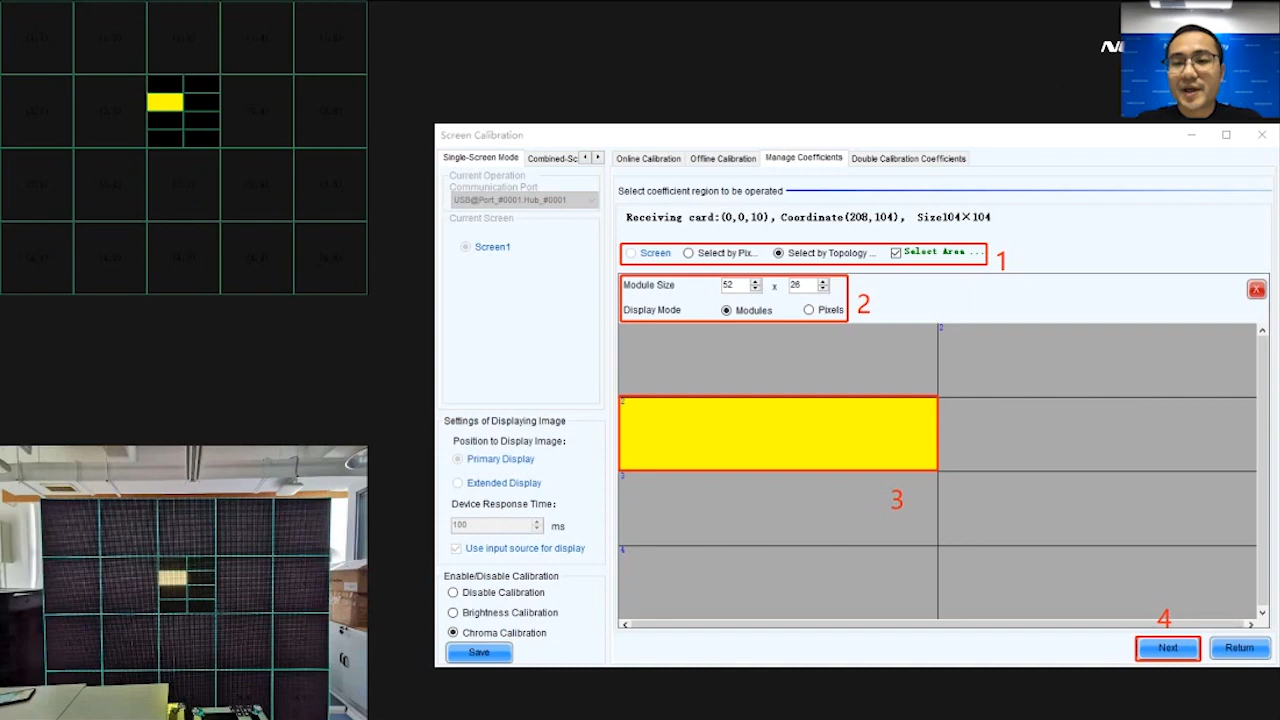 Screen Calibration
Single-Screen Mode
Combined-Sc
Online Calibration
Offline Calibration
Manage Coefficients
Double Calibration Coefficients
Current Operation
Communication Port
USB@Port_#0001.Hub_#0001
Current Screen
Screen1
Select coefficient region to be operated
Receiving card:(0,0,10), Coordinate(208,104), Size104×104
Screen
Select by Pix...
Select by Topology ...
Select Area ...
1
Module Size
52
x
26
Display Mode
Modules
Pixels
2
X
2
2
3
3
4
Settings of Displaying Image
Position to Display Image:
Primary Display
Extended Display
Device Response Time:
100
ms
Use input source for display
Enable/Disable Calibration
Disable Calibration
Brightness Calibration
Chroma Calibration
Save
4
Next
Return